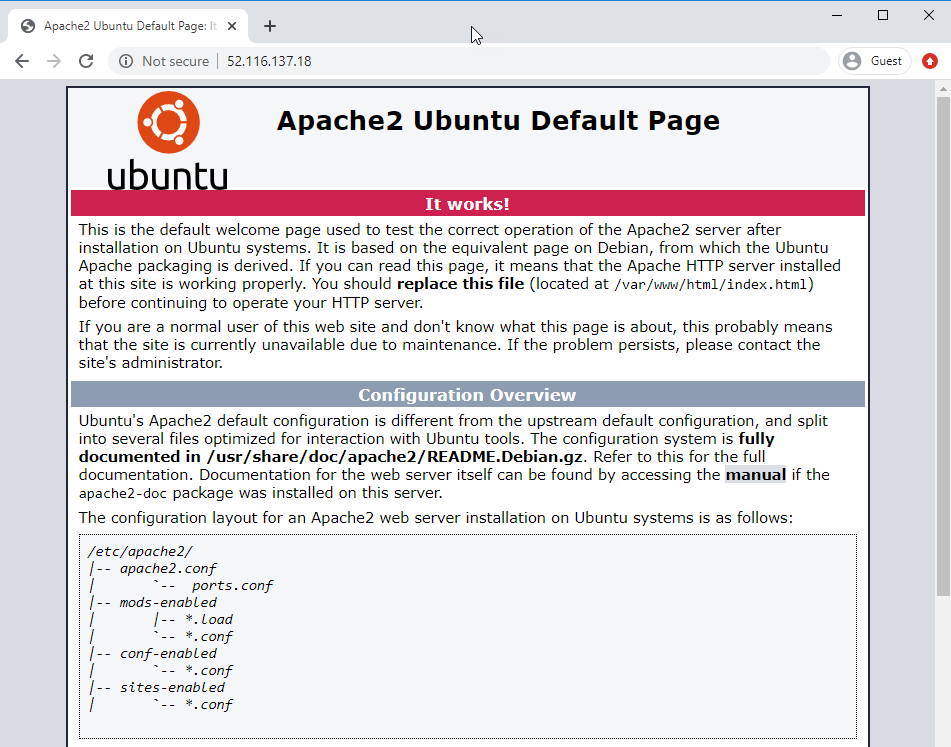 Apache2 Ubuntu Default Page: It
Not secure | 52.116.137.18
Guest
ubuntu
Apache2 Ubuntu Default Page
It works!
This is the default welcome page used to test the correct operation of the Apache2 server after
installation on Ubuntu systems. It is based on the equivalent page on Debian, from which the Ubuntu
Apache packaging is derived. If you can read this page, it means that the Apache HTTP server installed
at this site is working properly. You should replace this file (located at /var/www/html/index.html)
before continuing to operate your HTTP server.
If you are a normal user of this web site and don't know what this page is about, this probably means
that the site is currently unavailable due to maintenance. If the problem persists, please contact the
site's administrator.
Configuration Overview
Ubuntu's Apache2 default configuration is different from the upstream default configuration, and split
into several files optimized for interaction with Ubuntu tools. The configuration system is fully
documented in /usr/share/doc/apache2/README.Debian.gz. Refer to this for the full
documentation. Documentation for the web server itself can be found by accessing the manual if the
apache2-doc package was installed on this server.
The configuration layout for an Apache2 web server installation on Ubuntu systems is as follows:
/etc/apache2/
|-- apache2.conf
|       `--  ports.conf
|-- mods-enabled
|       |-- *.load
|       `-- *.conf
|-- conf-enabled
|       `-- *.conf
|-- sites-enabled
|       `-- *.conf